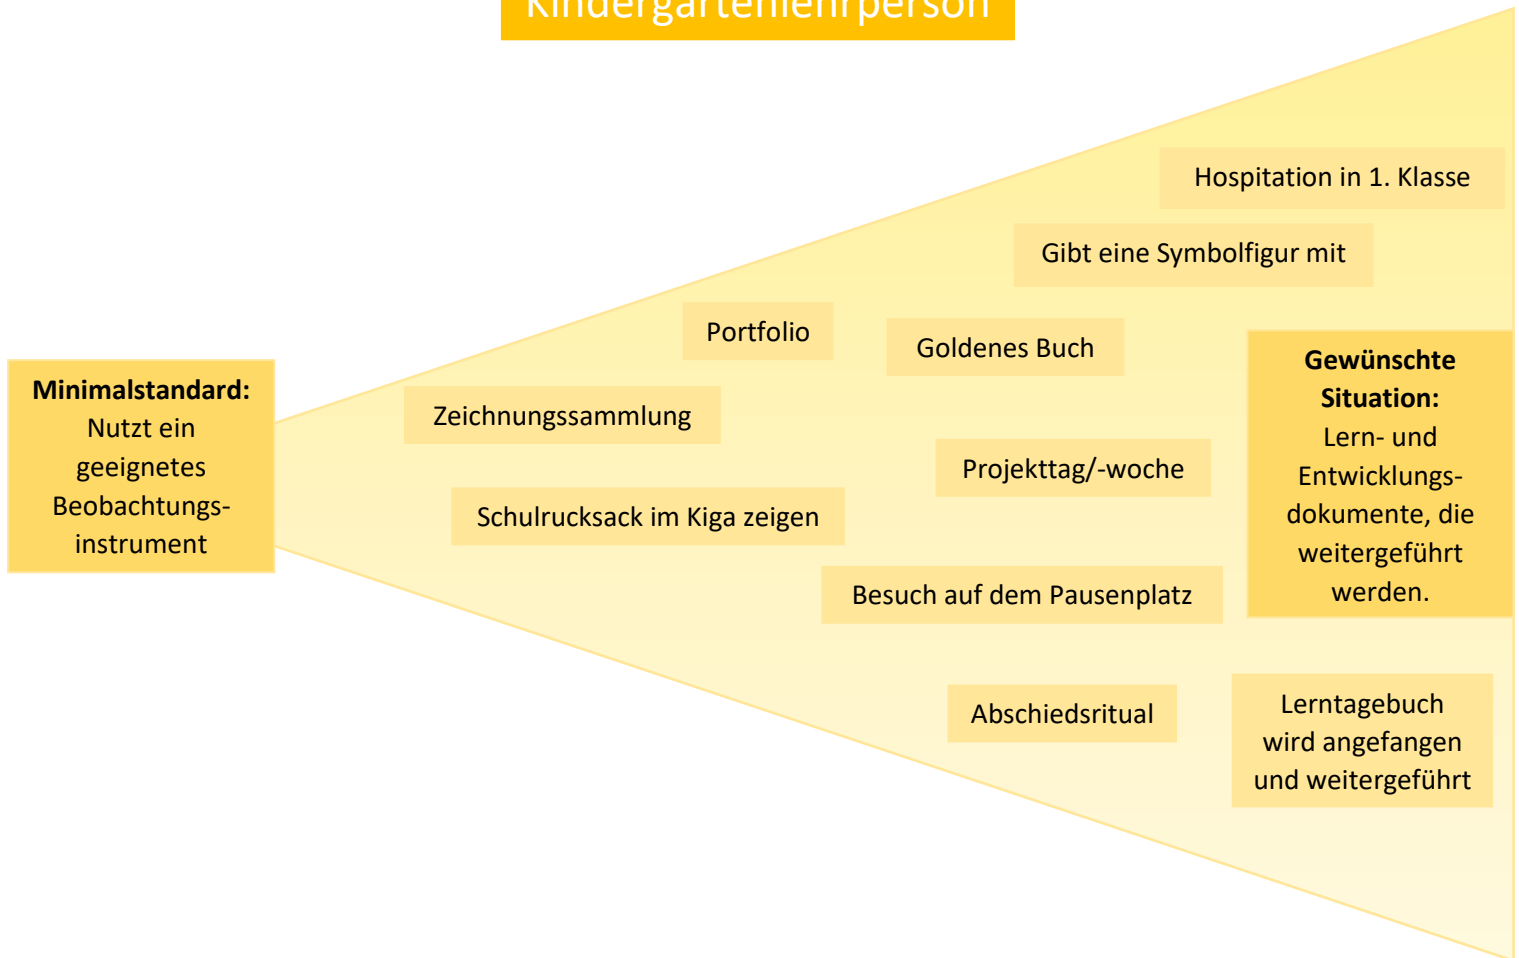 Kindergartenlehrperson
Hospitation in 1. Klasse
Gibt eine Symbolfigur mit
Portfolio
Goldenes Buch
Minimalstandard:
Nutzt ein
geeignetes
Beobachtungs-
instrument
Zeichnungssammlung
Schulrucksack im Kiga zeigen
Projekttag/-woche
Besuch auf dem Pausenplatz
Gewünschte
Situation:
Lern- und
Entwicklungs-
dokumente, die
weitergeführt
werden.
Abschiedsritual
Lerntagebuch
wird angefangen
und weitergeführt